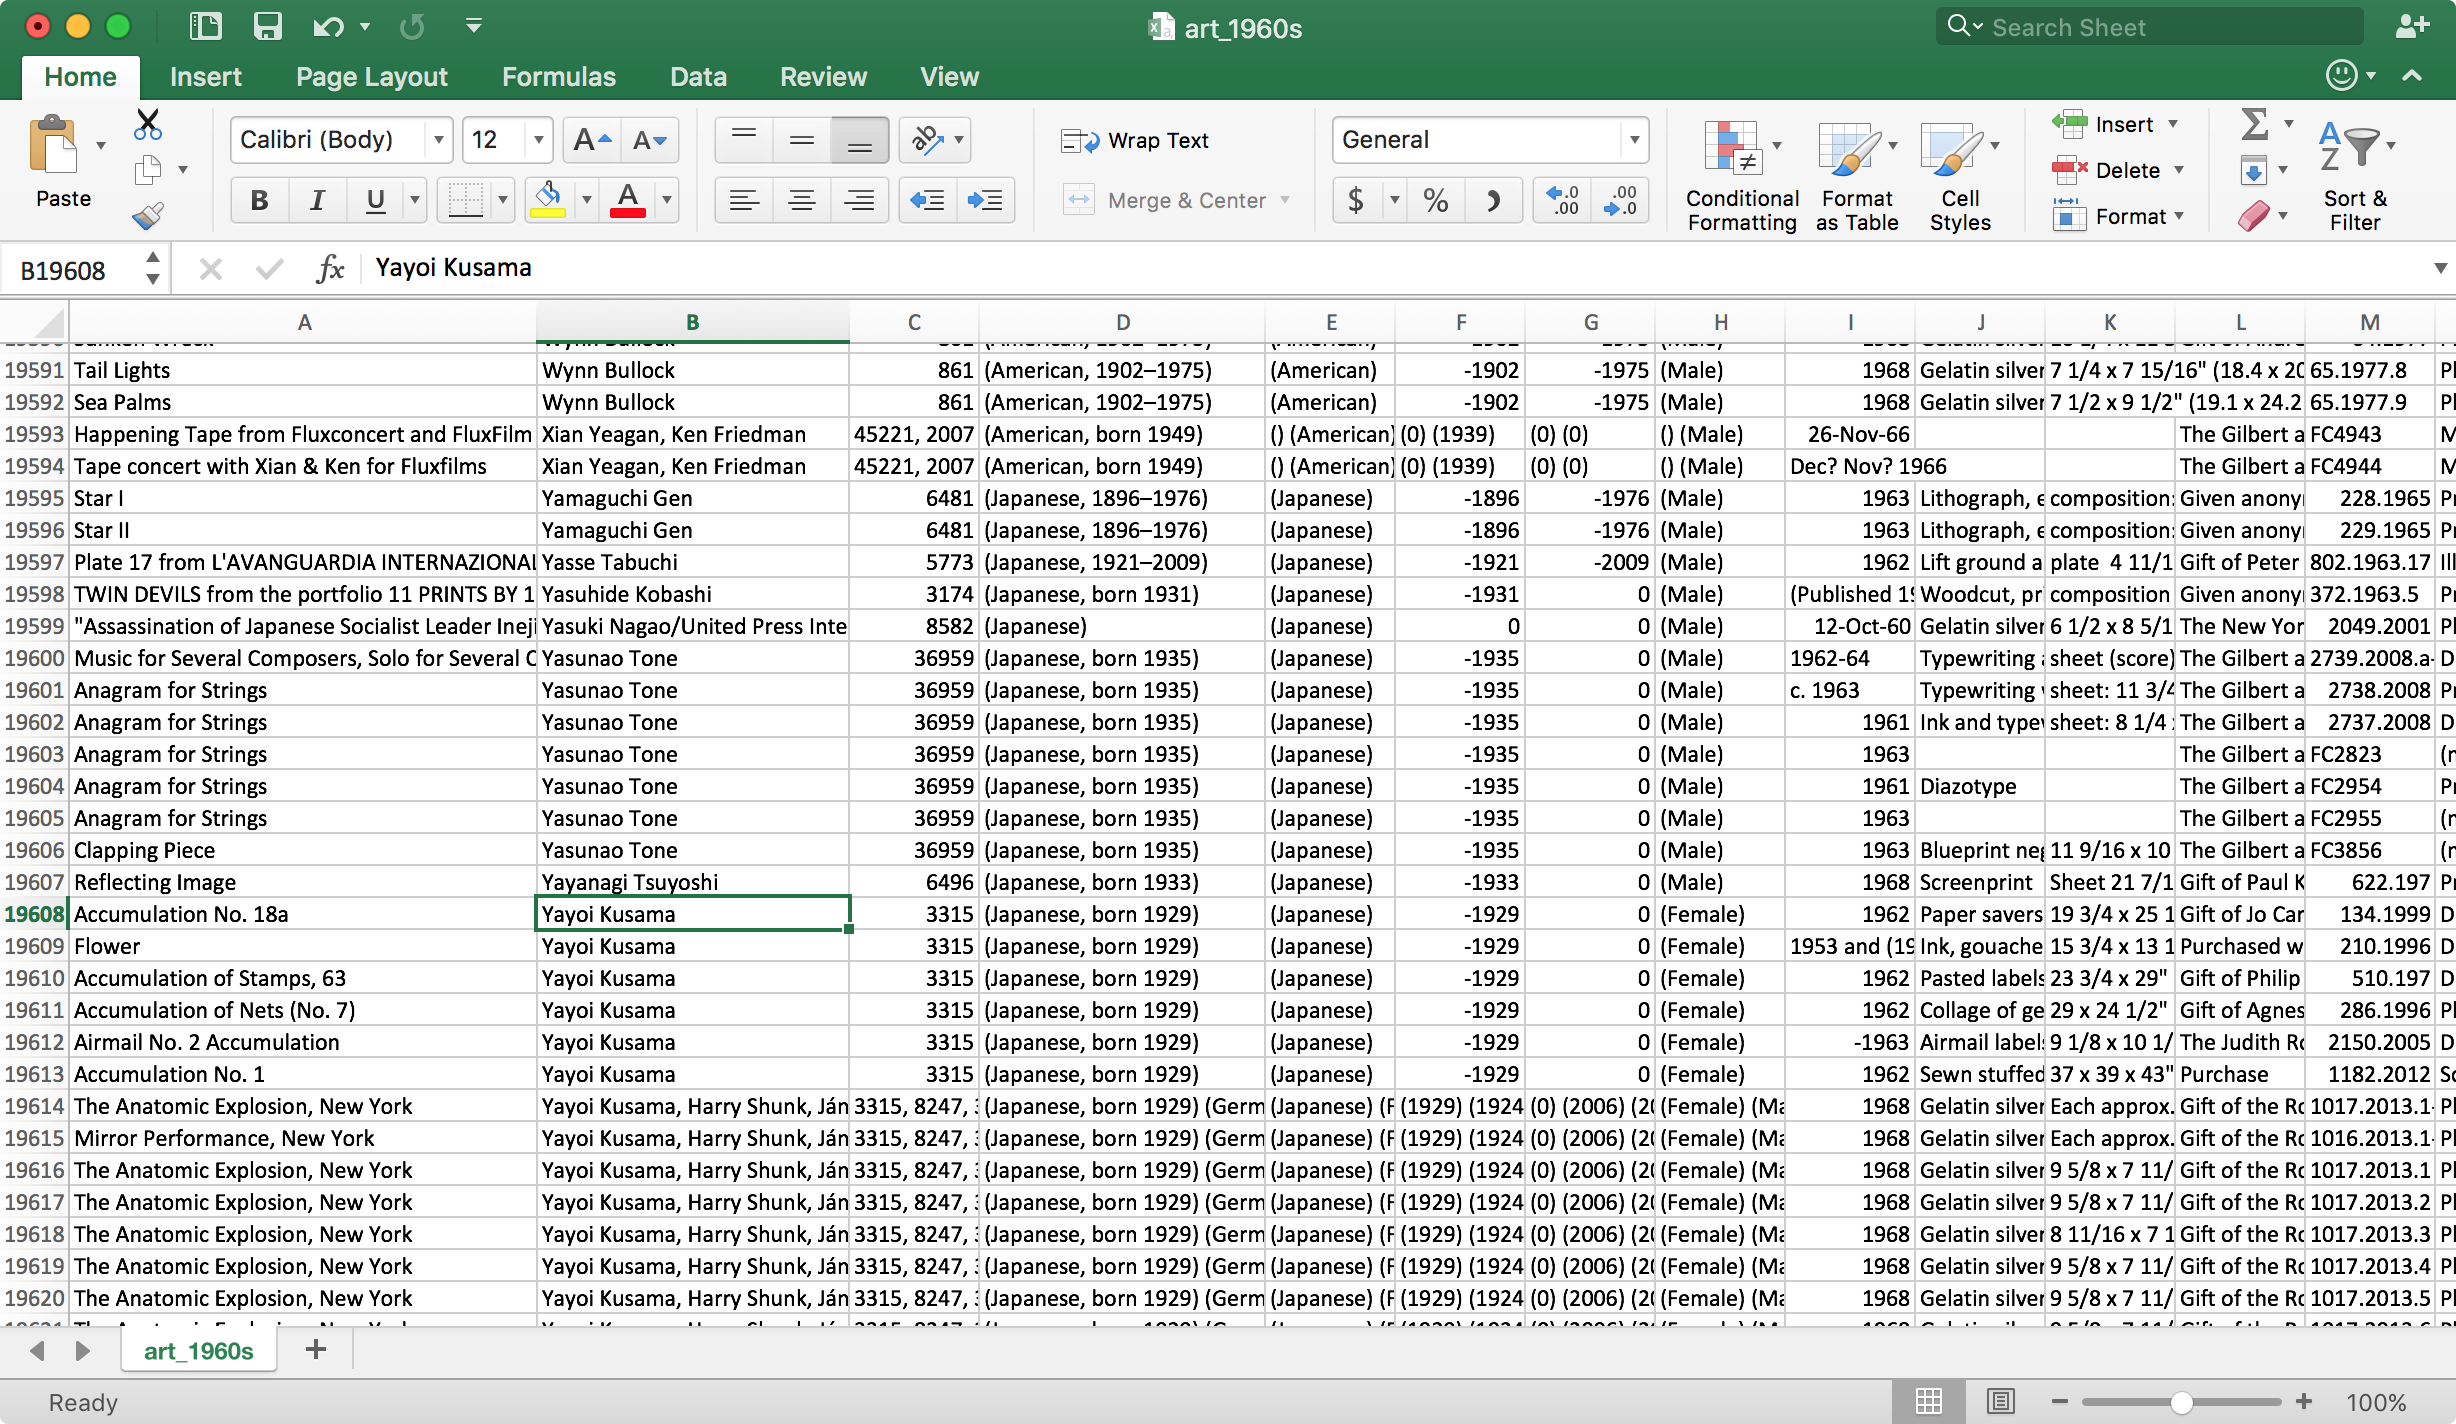 art_1960s
Search Sheet
Home Insert Page Layout Formulas Data Review View
Paste
Calibri (Body) 12
B I U
Wrap Text
Merge & Center
General
$ %
Conditional Formatting
Format as Table
Cell Styles
Insert
Delete
Format
Sort & Filter
B19608 fx Yayoi Kusama
A B C D E F G H I J K L M
19591 Tail Lights Wynn Bullock 861 (American, 1902–1975) (American) -1902 -1975 (Male) 1968 Gelatin silver 7 1/4 x 7 15/16" (18.4 x 20 65.1977.8
19592 Sea Palms Wynn Bullock 861 (American, 1902–1975) (American) -1902 -1975 (Male) 1968 Gelatin silver 7 1/2 x 9 1/2" (19.1 x 24.2 65.1977.9
19593 Happening Tape from Fluxconcert and FluxFilm Xian Yeagan, Ken Friedman 45221, 2007 (American, born 1949) () (American) (0) (1939) (0) (0) () (Male) 26-Nov-66 The Gilbert a FC4943
19594 Tape concert with Xian & Ken for Fluxfilms Xian Yeagan, Ken Friedman 45221, 2007 (American, born 1949) () (American) (0) (1939) (0) (0) () (Male) Dec? Nov? 1966 The Gilbert a FC4944
19595 Star I Yamaguchi Gen 6481 (Japanese, 1896–1976) (Japanese) -1896 -1976 (Male) 1963 Lithograph, e composition: Given anony 228.1965
19596 Star II Yamaguchi Gen 6481 (Japanese, 1896–1976) (Japanese) -1896 -1976 (Male) 1963 Lithograph, e composition: Given anony 229.1965
19597 Plate 17 from L'AVANGUARDIA INTERNAZIONAL Yasse Tabuchi 5773 (Japanese, 1921–2009) (Japanese) -1921 -2009 (Male) 1962 Lift ground a plate 4 11/1 Gift of Peter 802.1963.17
19598 TWIN DEVILS from the portfolio 11 PRINTS BY 1 Yasuhide Kobashi 3174 (Japanese, born 1931) (Japanese) -1931 0 (Male) (Published 19 Woodcut, pr composition Given anony 372.1963.5
19599 "Assassination of Japanese Socialist Leader Ineji Yasuki Nagao/United Press Inte 8582 (Japanese) (Japanese) 0 0 (Male) 12-Oct-60 Gelatin silver 6 1/2 x 8 5/1 The New Yor 2049.2001
19600 Music for Several Composers, Solo for Several C Yasunao Tone 36959 (Japanese, born 1935) (Japanese) -1935 0 (Male) 1962-64 Typewriting sheet (score) The Gilbert a 2739.2008.a-
19601 Anagram for Strings Yasunao Tone 36959 (Japanese, born 1935) (Japanese) -1935 0 (Male) c. 1963 Typewriting sheet: 11 3/4 The Gilbert a 2738.2008
19602 Anagram for Strings Yasunao Tone 36959 (Japanese, born 1935) (Japanese) -1935 0 (Male) 1961 Ink and typew sheet: 8 1/4 The Gilbert a 2737.2008
19603 Anagram for Strings Yasunao Tone 36959 (Japanese, born 1935) (Japanese) -1935 0 (Male) 1963 The Gilbert a FC2823
19604 Anagram for Strings Yasunao Tone 36959 (Japanese, born 1935) (Japanese) -1935 0 (Male) 1961 Diazotype The Gilbert a FC2954
19605 Anagram for Strings Yasunao Tone 36959 (Japanese, born 1935) (Japanese) -1935 0 (Male) 1963 The Gilbert a FC2955
19606 Clapping Piece Yasunao Tone 36959 (Japanese, born 1935) (Japanese) -1935 0 (Male) 1963 Blueprint neg 11 9/16 x 10 The Gilbert a FC3856
19607 Reflecting Image Yayanagi Tsuyoshi 6496 (Japanese, born 1933) (Japanese) -1933 0 (Male) 1968 Screenprint Sheet 21 7/1 Gift of Paul K 622.197
19608 Accumulation No. 18a Yayoi Kusama 3315 (Japanese, born 1929) (Japanese) -1929 0 (Female) 1962 Paper savers 19 3/4 x 25 1 Gift of Jo Car 134.1999 D
19609 Flower Yayoi Kusama 3315 (Japanese, born 1929) (Japanese) -1929 0 (Female) 1953 and (19 Ink, gouache 15 3/4 x 13 1 Purchased w 210.1996 D
19610 Accumulation of Stamps, 63 Yayoi Kusama 3315 (Japanese, born 1929) (Japanese) -1929 0 (Female) 1962 Pasted labels 23 3/4 x 29" Gift of Philip 510.197 D
19611 Accumulation of Nets (No. 7) Yayoi Kusama 3315 (Japanese, born 1929) (Japanese) -1929 0 (Female) 1962 Collage of ge 29 x 24 1/2" Gift of Agnes 286.1996
19612 Airmail No. 2 Accumulation Yayoi Kusama 3315 (Japanese, born 1929) (Japanese) -1929 0 (Female) -1963 Airmail label 9 1/8 x 10 1/ The Judith Ro 2150.2005 D
19613 Accumulation No. 1 Yayoi Kusama 3315 (Japanese, born 1929) (Japanese) -1929 0 (Female) 1962 Sewn stuffed 37 x 39 x 43" Purchase 1182.2012
19614 The Anatomic Explosion, New York Yayoi Kusama, Harry Shunk, Ján 3315, 8247, (Japanese, born 1929) (Germ (Japanese) (1929) (1924 (0) (2006) (20 (Female) (Ma 1968 Gelatin silver Each approx. Gift of the Ro 1017.2013.1-
19615 Mirror Performance, New York Yayoi Kusama, Harry Shunk, Ján 3315, 8247, (Japanese, born 1929) (Germ (Japanese) (1929) (1924 (0) (2006) (20 (Female) (Ma 1968 Gelatin silver Each approx. Gift of the Ro 1016.2013.1-
19616 The Anatomic Explosion, New York Yayoi Kusama, Harry Shunk, Ján 3315, 8247, (Japanese, born 1929) (Germ (Japanese) (1929) (1924 (0) (2006) (20 (Female) (Ma 1968 Gelatin silver 9 5/8 x 7 11/ Gift of the Ro 1017.2013.1
19617 The Anatomic Explosion, New York Yayoi Kusama, Harry Shunk, Ján 3315, 8247, (Japanese, born 1929) (Germ (Japanese) (1929) (1924 (0) (2006) (20 (Female) (Ma 1968 Gelatin silver 9 5/8 x 7 11/ Gift of the Ro 1017.2013.2
19618 The Anatomic Explosion, New York Yayoi Kusama, Harry Shunk, Ján 3315, 8247, (Japanese, born 1929) (Germ (Japanese) (1929) (1924 (0) (2006) (20 (Female) (Ma 1968 Gelatin silver 8 11/16 x 7 1 Gift of the Ro 1017.2013.3
19619 The Anatomic Explosion, New York Yayoi Kusama, Harry Shunk, Ján 3315, 8247, (Japanese, born 1929) (Germ (Japanese) (1929) (1924 (0) (2006) (20 (Female) (Ma 1968 Gelatin silver 9 5/8 x 7 11/ Gift of the Ro 1017.2013.4
19620 The Anatomic Explosion, New York Yayoi Kusama, Harry Shunk, Ján 3315, 8247, (Japanese, born 1929) (Germ (Japanese) (1929) (1924 (0) (2006) (20 (Female) (Ma 1968 Gelatin silver 9 5/8 x 7 11/ Gift of the Ro 1017.2013.5
art_1960s
Ready 100%